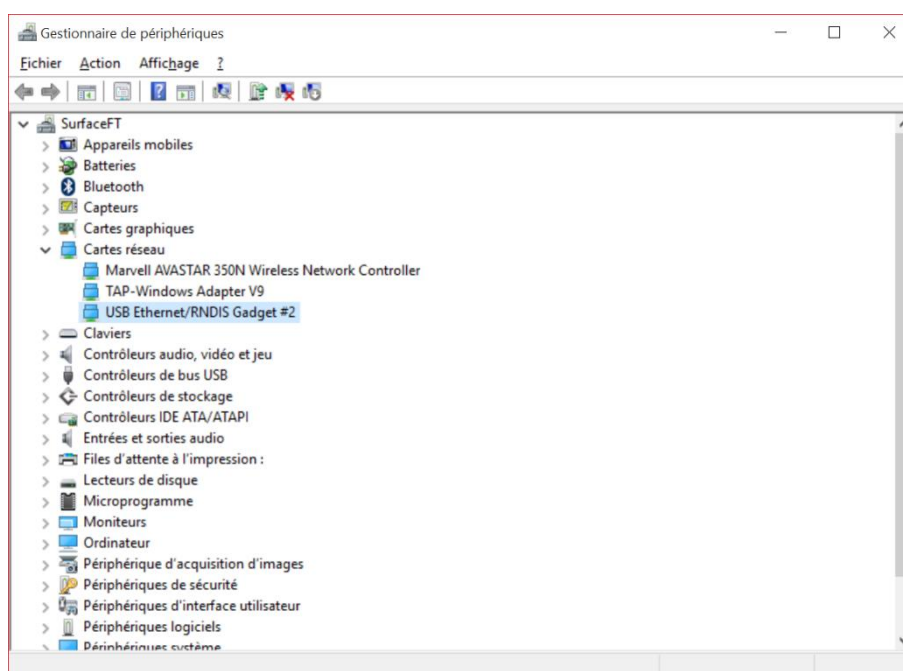 Gestionnaire de périphériques
Fichier Action Affichage ?
SurfaceFT
Appareils mobiles
Batteries
Bluetooth
Capteurs
Cartes graphiques
Cartes réseau
Marvell AVASTAR 350N Wireless Network Controller
TAP-Windows Adapter V9
USB Ethernet/RNDIS Gadget #2
Claviers
Contrôleurs audio, vidéo et jeu
Contrôleurs de bus USB
Contrôleurs de stockage
Contrôleurs IDE ATA/ATAPI
Entrées et sorties audio
Files d'attente à l'impression :
Lecteurs de disque
Microprogramme
Moniteurs
Ordinateur
Périphérique d'acquisition d'images
Périphériques de sécurité
Périphériques d'interface utilisateur
Périphériques logiciels
Périphériques système